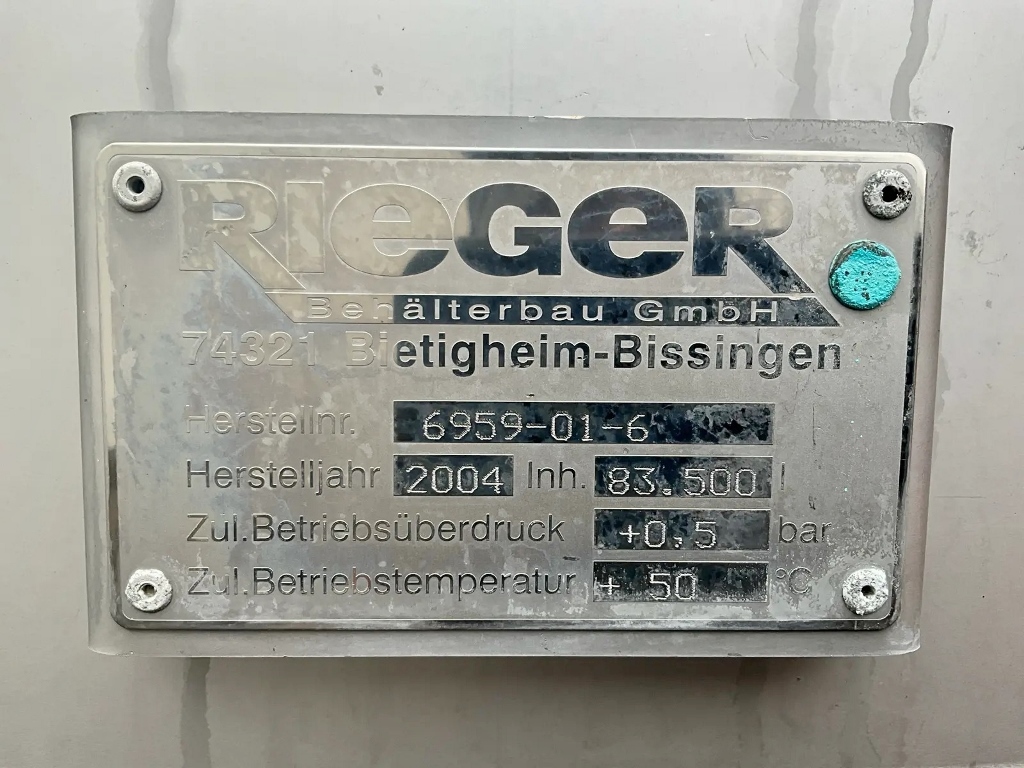 RIeGeR
Behälterbau GmbH
74321 Bietigheim-Bissingen
Herstellnr. 6959-01-6
Herstelljahr 2004 Inh. 83.500 l
Zul.Betriebsüberdruck +0,5 bar
Zul.Betriebstemperatur + 50 °C